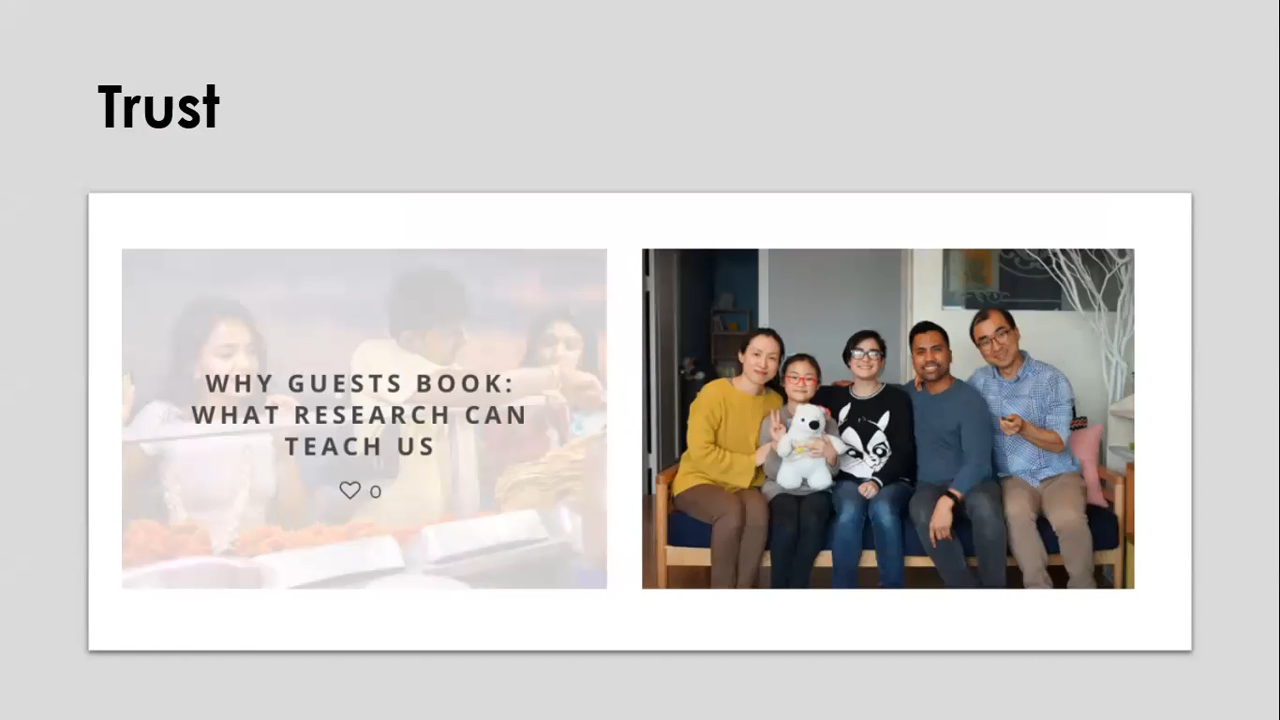 Trust
WHY GUESTS BOOK:
WHAT RESEARCH CAN
TEACH US
0